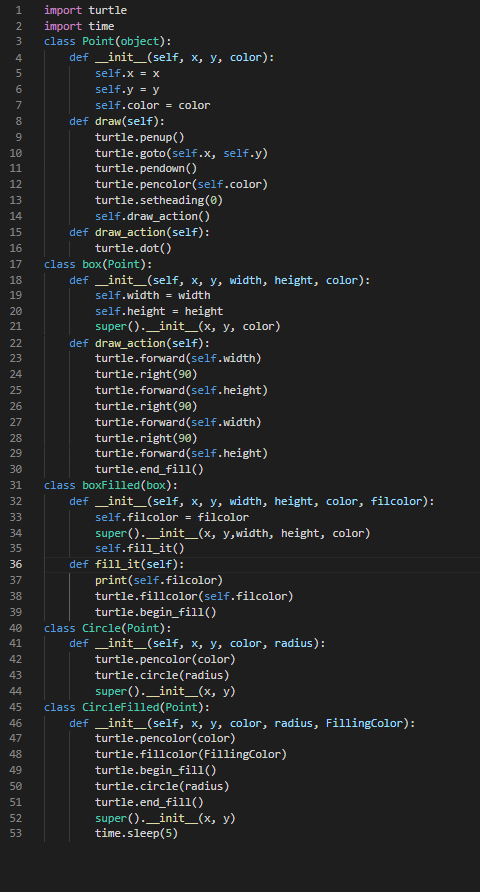 1 import turtle
2 import time
3 class Point(object):
4     def __init__(self, x, y, color):
5         self.x = x
6         self.y = y
7         self.color = color
8     def draw(self):
9         turtle.penup()
10         turtle.goto(self.x, self.y)
11         turtle.pendown()
12         turtle.pencolor(self.color)
13         turtle.setheading(0)
14         self.draw_action()
15     def draw_action(self):
16         turtle.dot()
17 class box(Point):
18     def __init__(self, x, y, width, height, color):
19         self.width = width
20         self.height = height
21         super().__init__(x, y, color)
22     def draw_action(self):
23         turtle.forward(self.width)
24         turtle.right(90)
25         turtle.forward(self.height)
26         turtle.right(90)
27         turtle.forward(self.width)
28         turtle.right(90)
29         turtle.forward(self.height)
30         turtle.end_fill()
31 class boxFilled(box):
32     def __init__(self, x, y, width, height, color, filcolor):
33         self.filcolor = filcolor
34         super().__init__(x, y,width, height, color)
35         self.fill_it()
36     def fill_it(self):
37         print(self.filcolor)
38         turtle.fillcolor(self.filcolor)
39         turtle.begin_fill()
40 class Circle(Point):
41     def __init__(self, x, y, color, radius):
42         turtle.pencolor(color)
43         turtle.circle(radius)
44         super().__init__(x, y)
45 class CircleFilled(Point):
46     def __init__(self, x, y, color, radius, FillingColor):
47         turtle.pencolor(color)
48         turtle.fillcolor(FillingColor)
49         turtle.begin_fill()
50         turtle.circle(radius)
51         turtle.end_fill()
52         super().__init__(x, y)
53         time.sleep(5)